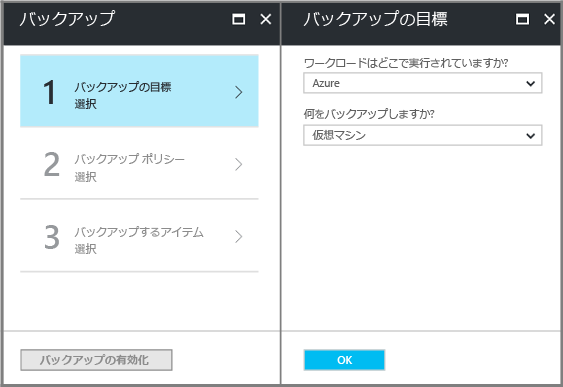 バックアップ
1
バックアップの目標
選択
2
バックアップ ポリシー
選択
3
バックアップするアイテム
選択
バックアップの有効化
バックアップの目標
ワークロードはどこで実行されていますか?
Azure
何をバックアップしますか?
仮想マシン
OK